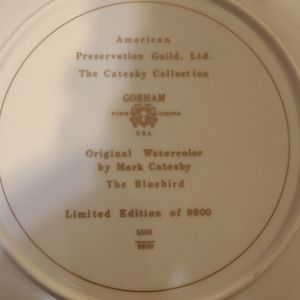 American
Preservation Guild, Ltd.
The Catesby Collection
GORHAM
FINE CHINA
U.S.A.
Original Watercolor
by Mark Catesby
The Bluebird
Limited Edition of 9900